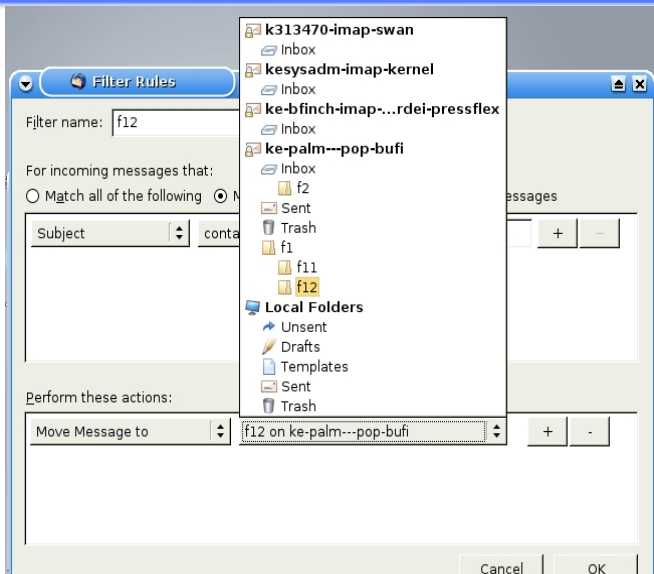 Filter Rules
Filter name: f12
For incoming messages that:
Match all of the following
essages
Subject
conta
+ -
k313470-imap-swan
Inbox
kesysadm-imap-kernel
Inbox
ke-bfinch-imap-...rdei-pressflex
Inbox
ke-palm---pop-bufi
Inbox
f2
Sent
Trash
f1
f11
f12
Local Folders
Unsent
Drafts
Templates
Sent
Trash
Perform these actions:
Move Message to
f12 on ke-palm---pop-bufi
+ -
Cancel OK